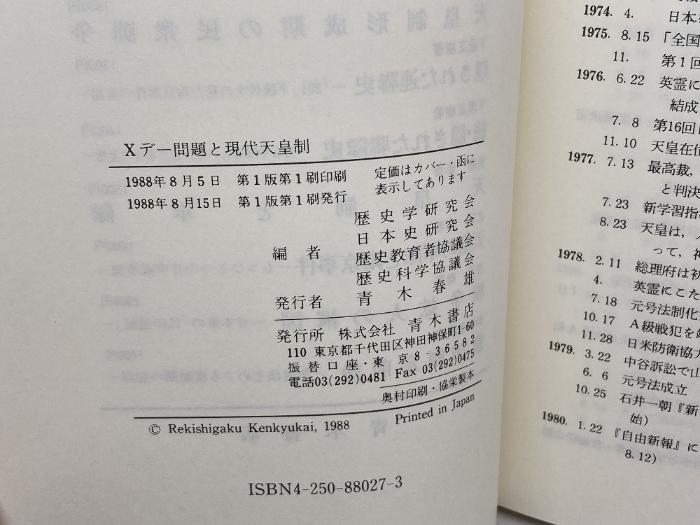 Xデー問題と現代天皇制
1988年8月5日 第1版第1刷印刷
1988年8月15日 第1版第1刷発行
定価はカバー・函に
表示してあります
編者
歴史学研究会
日本史研究会
歴史教育者協議会
歴史科学協議会
発行者 青木春雄
発行所 株式会社 青木書店
110 東京都千代田区神田神保町1-60
振替口座・東京8-36582
電話03(292)0481 Fax 03(292)0475
奥村印刷・協栄製本
Printed in Japan
© Rekishigaku Kenkyukai, 1988
ISBN4-250-88027-3
1974. 4. 日本
1975. 8.15 「全国
11. 第1回
1976. 6.22 英霊に
結成
7. 8 第16回
11.10 天皇在位
1977. 7.13 最高裁,
と判決
7.23 新学習指
8.23 天皇は,
って,
1978. 2.11 総理府は初
4. 英霊にこた
7.18 元号法制化
10.17 A級戦犯を
11.28 日米防衛協力
1979. 3.22 中谷訴訟で山
6. 6 元号法成立
10.25 石井一朝『新
始)
1980. 1.22 『自由新報』に
8.12)